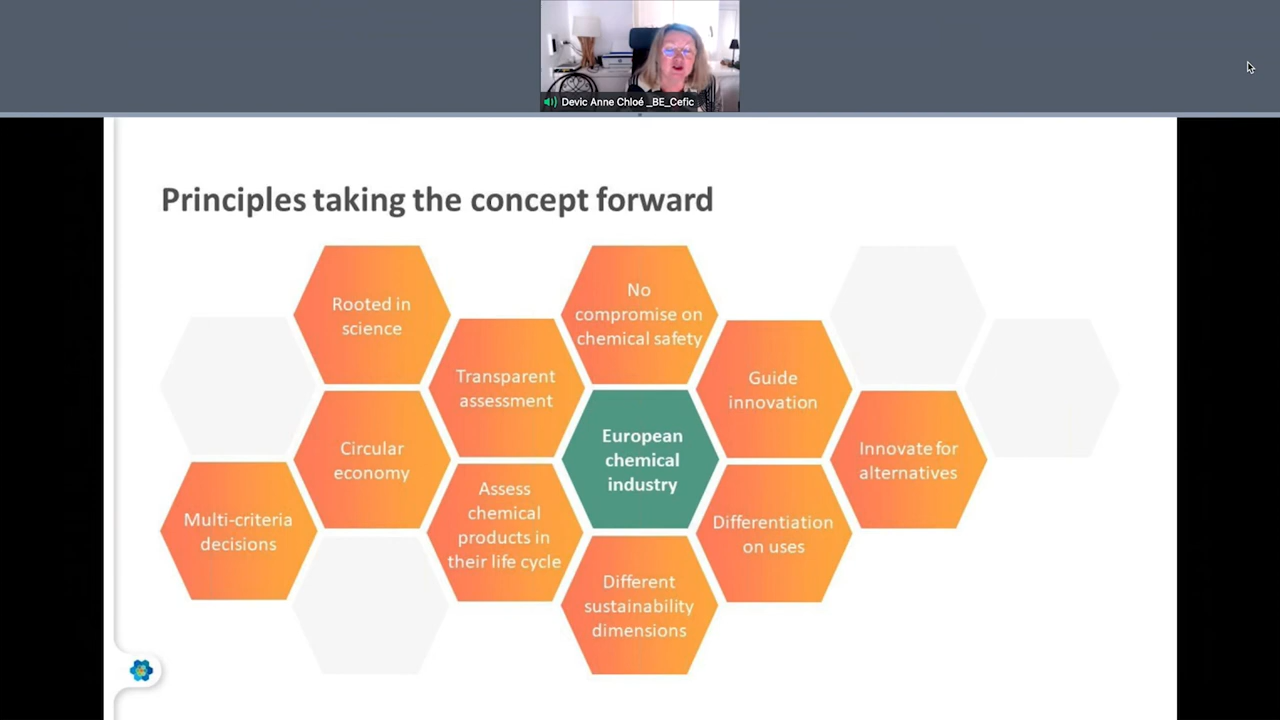 Devic Anne Chloé _BE_Cefic
Principles taking the concept forward
Rooted in
science
No
compromise on
chemical safety
Transparent
assessment
Guide
innovation
Circular
economy
European
chemical
industry
Innovate for
alternatives
Multi-criteria
decisions
Assess
chemical
products in
their life cycle
Differentiation
on uses
Different
sustainability
dimensions